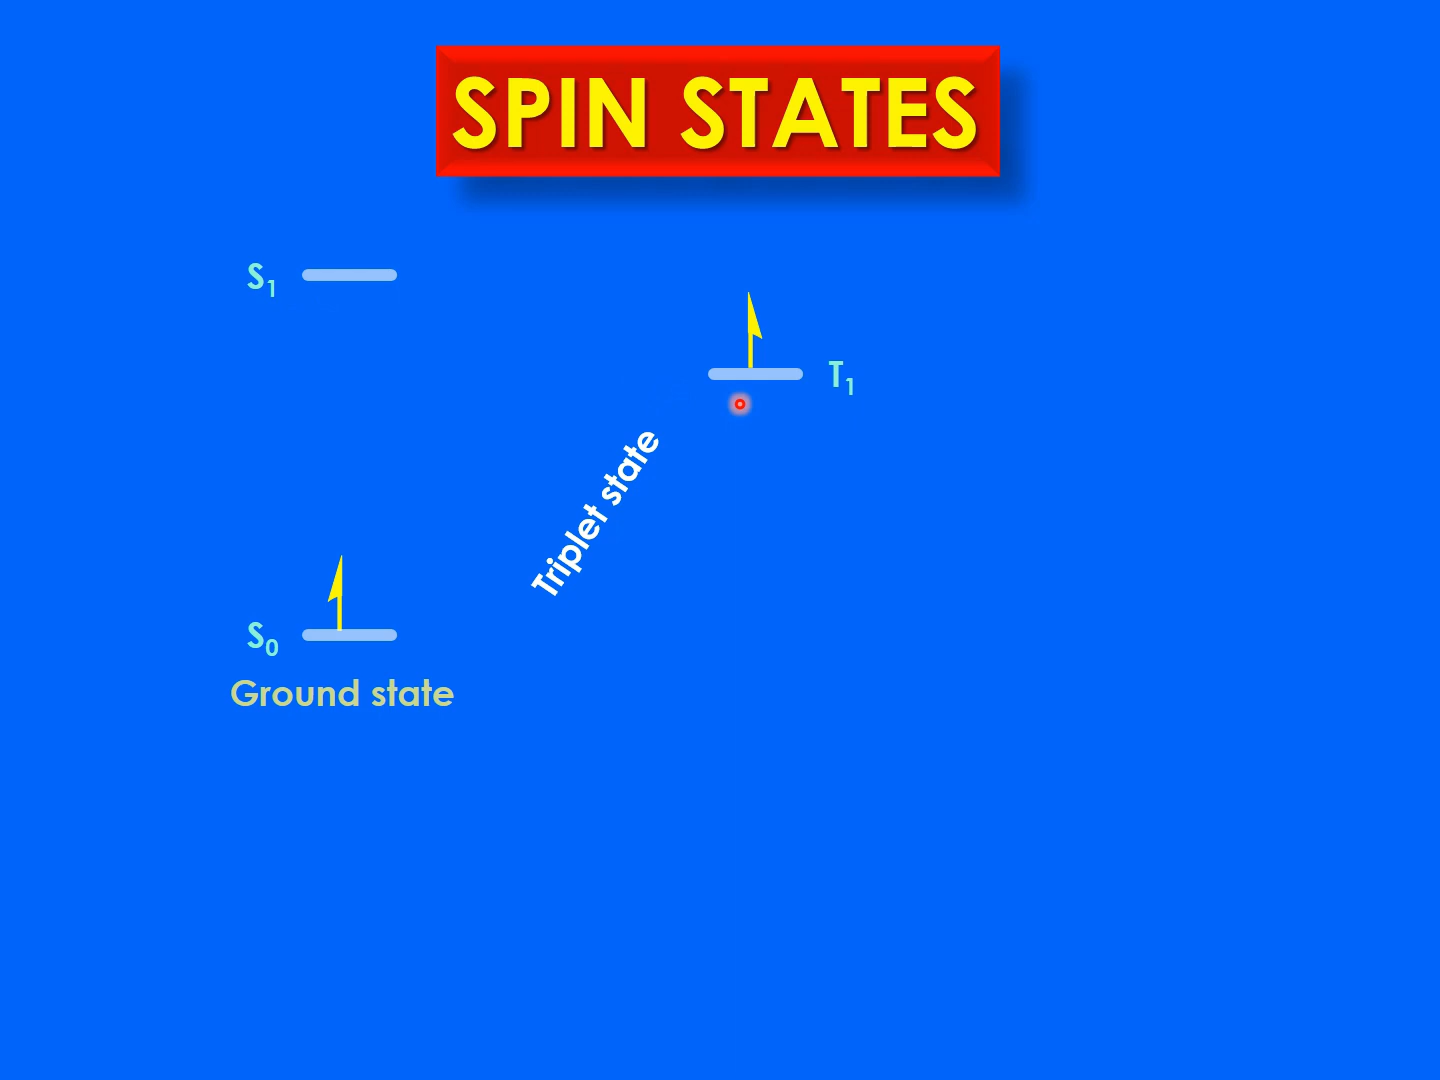 SPIN STATES
S₁
T₁
Triplet state
S₀
Ground state